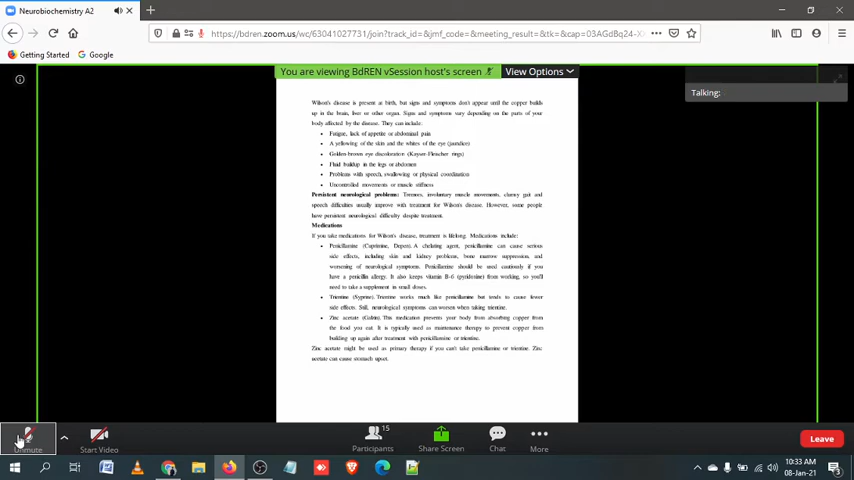 Neurobiochemistry A2
https://bdren.zoom.us/wc/63041027731/join?track_id=&jmf_code=&meeting_result=&tk=&cap=03AGdBq24-X
Getting Started
Google
You are viewing BdREN vSession host's screen
View Options
Talking:
Wilson's disease is present at birth, but signs and symptoms don't appear until the copper builds
up in the brain, liver or other organ. Signs and symptoms vary depending on the parts of your
body affected by the disease. They can include:
• Fatigue, lack of appetite or abdominal pain
• A yellowing of the skin and the whites of the eye (jaundice)
• Golden-brown eye discoloration (Kayser-Fleischer rings)
• Fluid buildup in the legs or abdomen
• Problems with speech, swallowing or physical coordination
• Uncontrolled movements or muscle stiffness
Persistent neurological problems: Tremors, involuntary muscle movements, clumsy gait and
speech difficulties usually improve with treatment for Wilson's disease. However, some people
have persistent neurological difficulty despite treatment.
Medications
If you take medications for Wilson's disease, treatment is lifelong. Medications include:
• Penicillamine (Cuprimine, Depen). A chelating agent, penicillamine can cause serious
side effects, including skin and kidney problems, bone marrow suppression, and
worsening of neurological symptoms. Penicillamine should be used cautiously if you
have a penicillin allergy. It also keeps vitamin B-6 (pyridoxine) from working, so you'll
need to take a supplement in small doses.
• Trientine (Syprine). Trientine works much like penicillamine but tends to cause fewer
side effects. Still, neurological symptoms can worsen when taking trientine.
• Zinc acetate (Galzin). This medication prevents your body from absorbing copper from
the food you eat. It is typically used as maintenance therapy to prevent copper from
building up again after treatment with penicillamine or trientine.
Zinc acetate might be used as primary therapy if you can't take penicillamine or trientine. Zinc
acetate can cause stomach upset.
Unmute
Start Video
15
Participants
Share Screen
Chat
More
Leave
10:33 AM
08-Jan-21
3